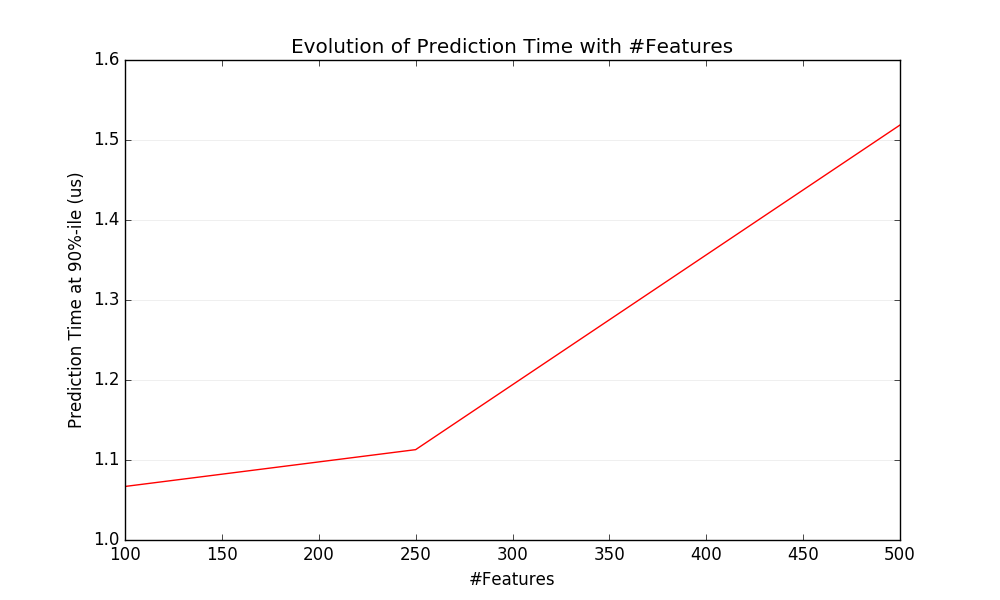 Evolution of Prediction Time with #Features
Prediction Time at 90%-ile (us)
1.6
1.5
1.4
1.3
1.2
1.1
1.0
100 150 200 250 300 350 400 450 500
#Features